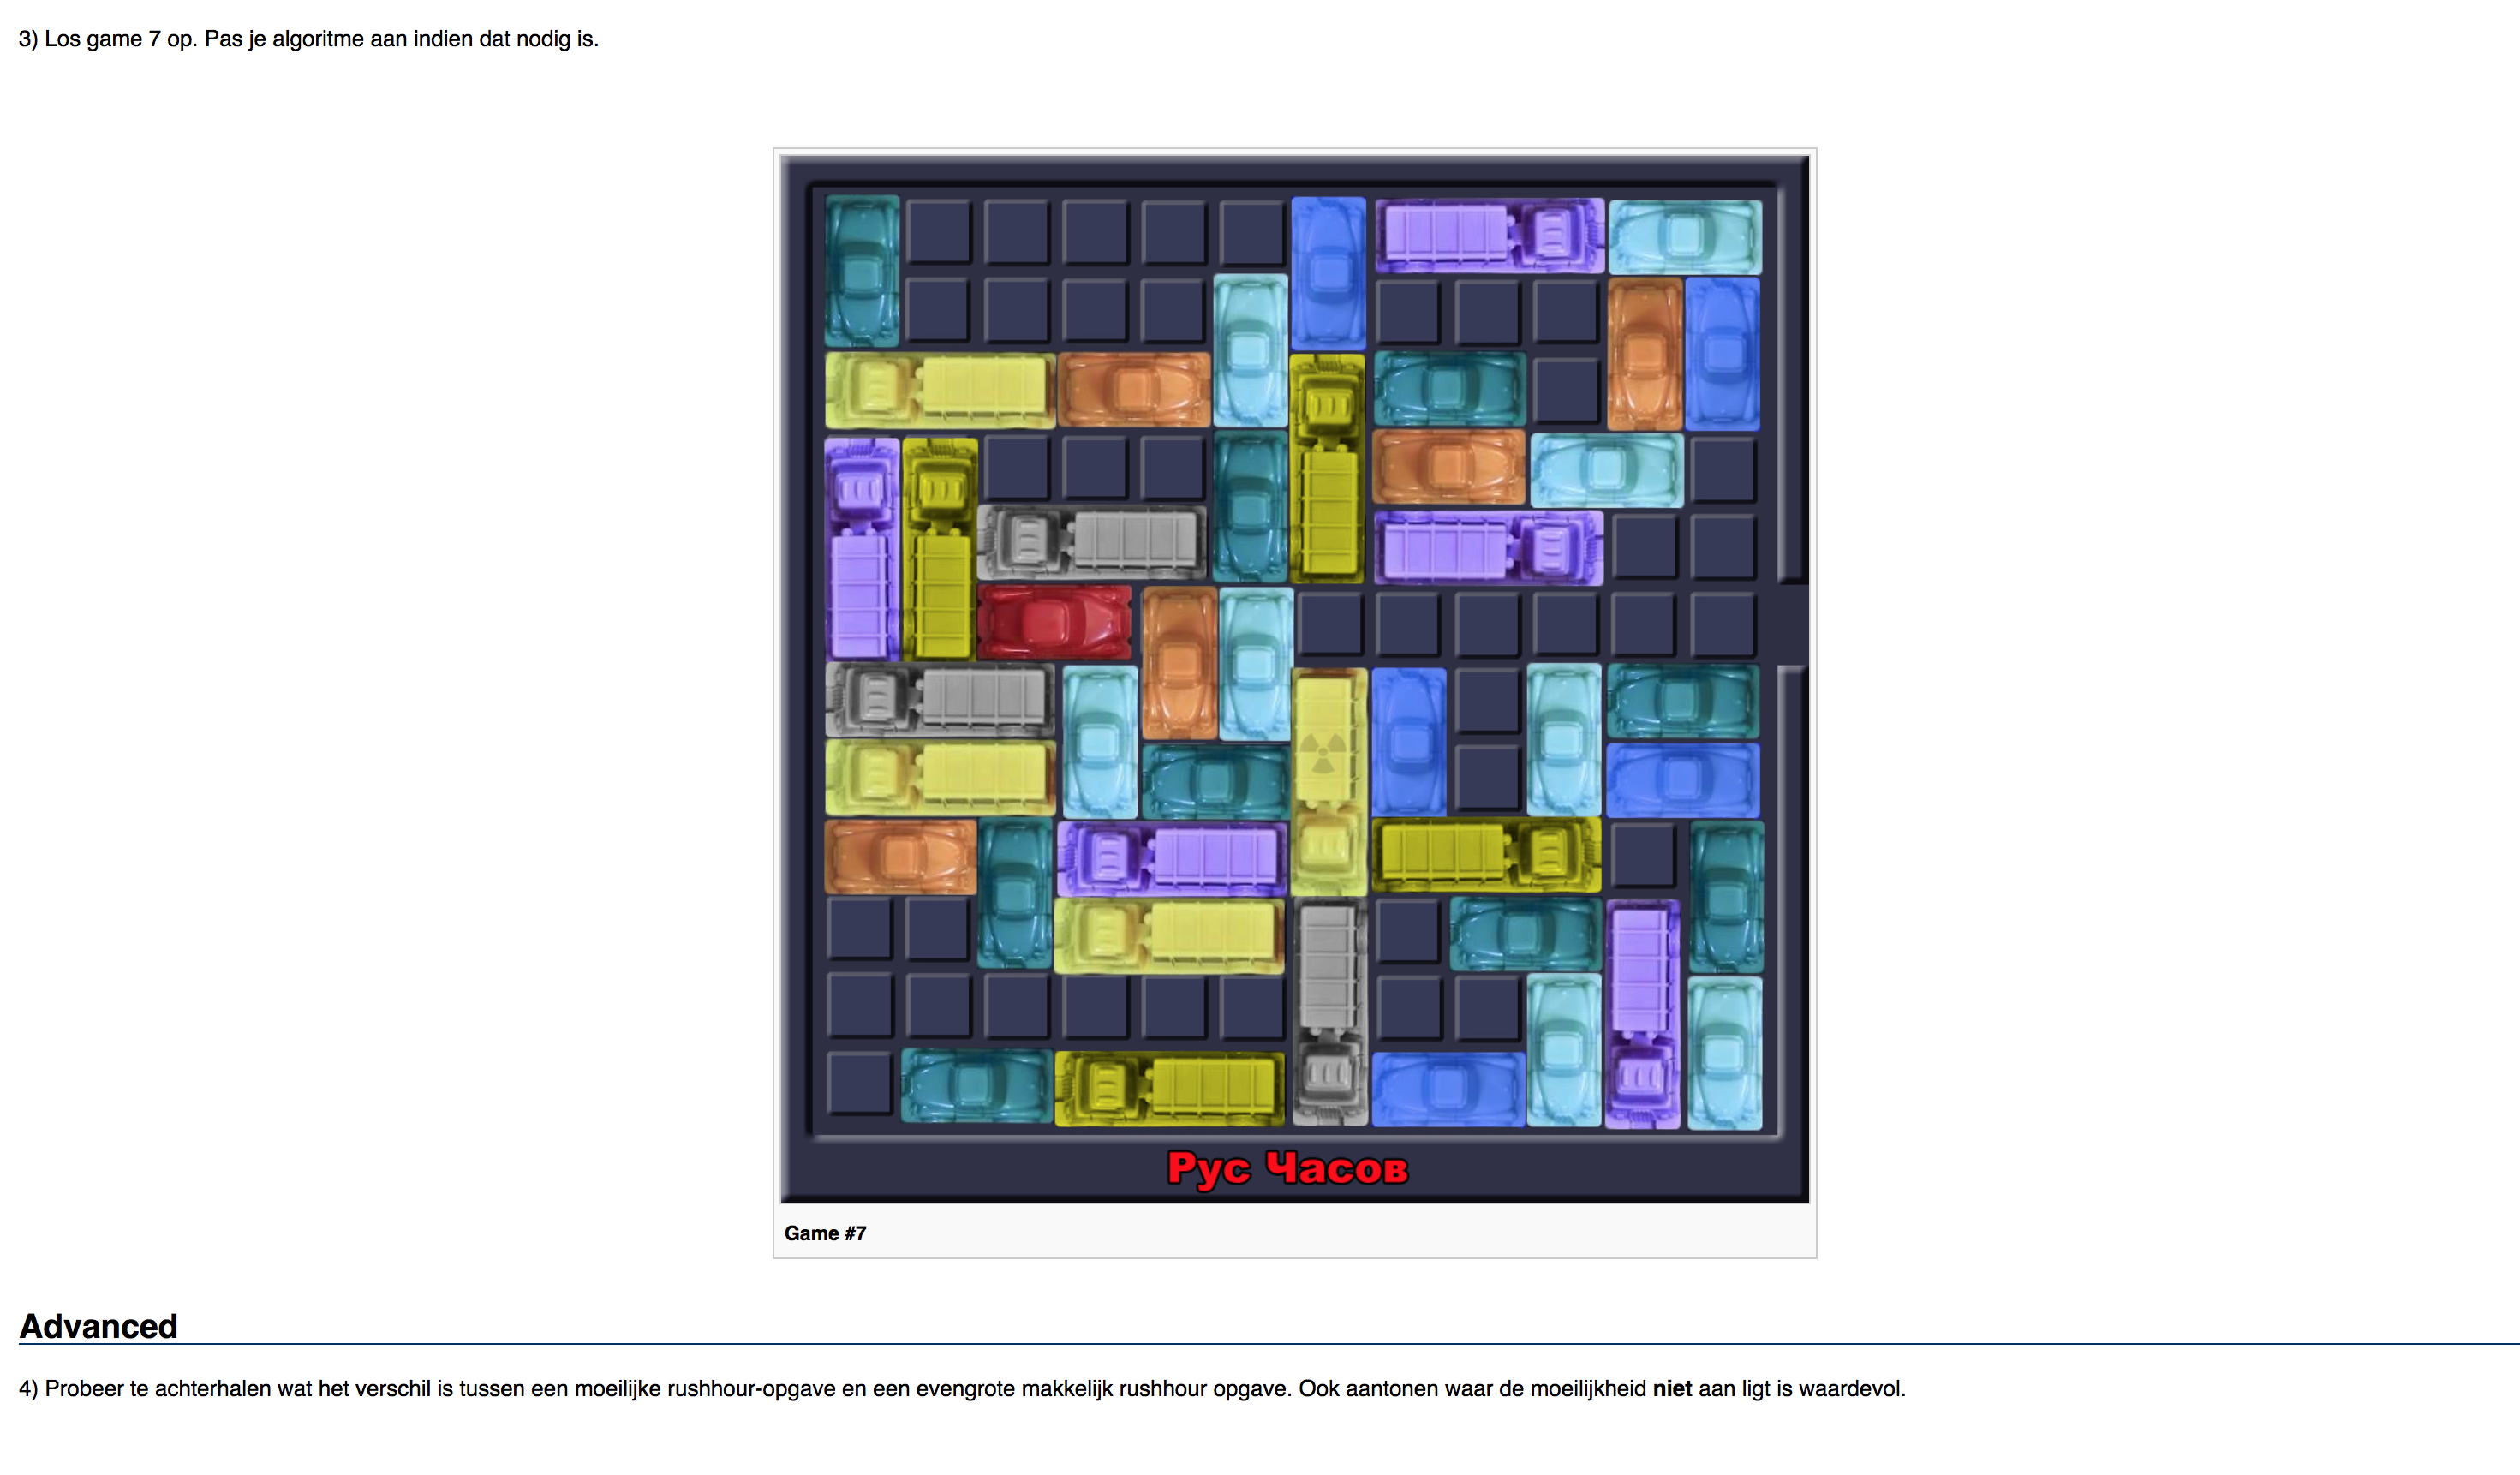 3) Los game 7 op. Pas je algoritme aan indien dat nodig is.
Рус Часов
Game #7
Advanced
4) Probeer te achterhalen wat het verschil is tussen een moeilijke rushhour-opgave en een evengrote makkelijk rushhour opgave. Ook aantonen waar de moeilijkheid niet aan ligt is waardevol.